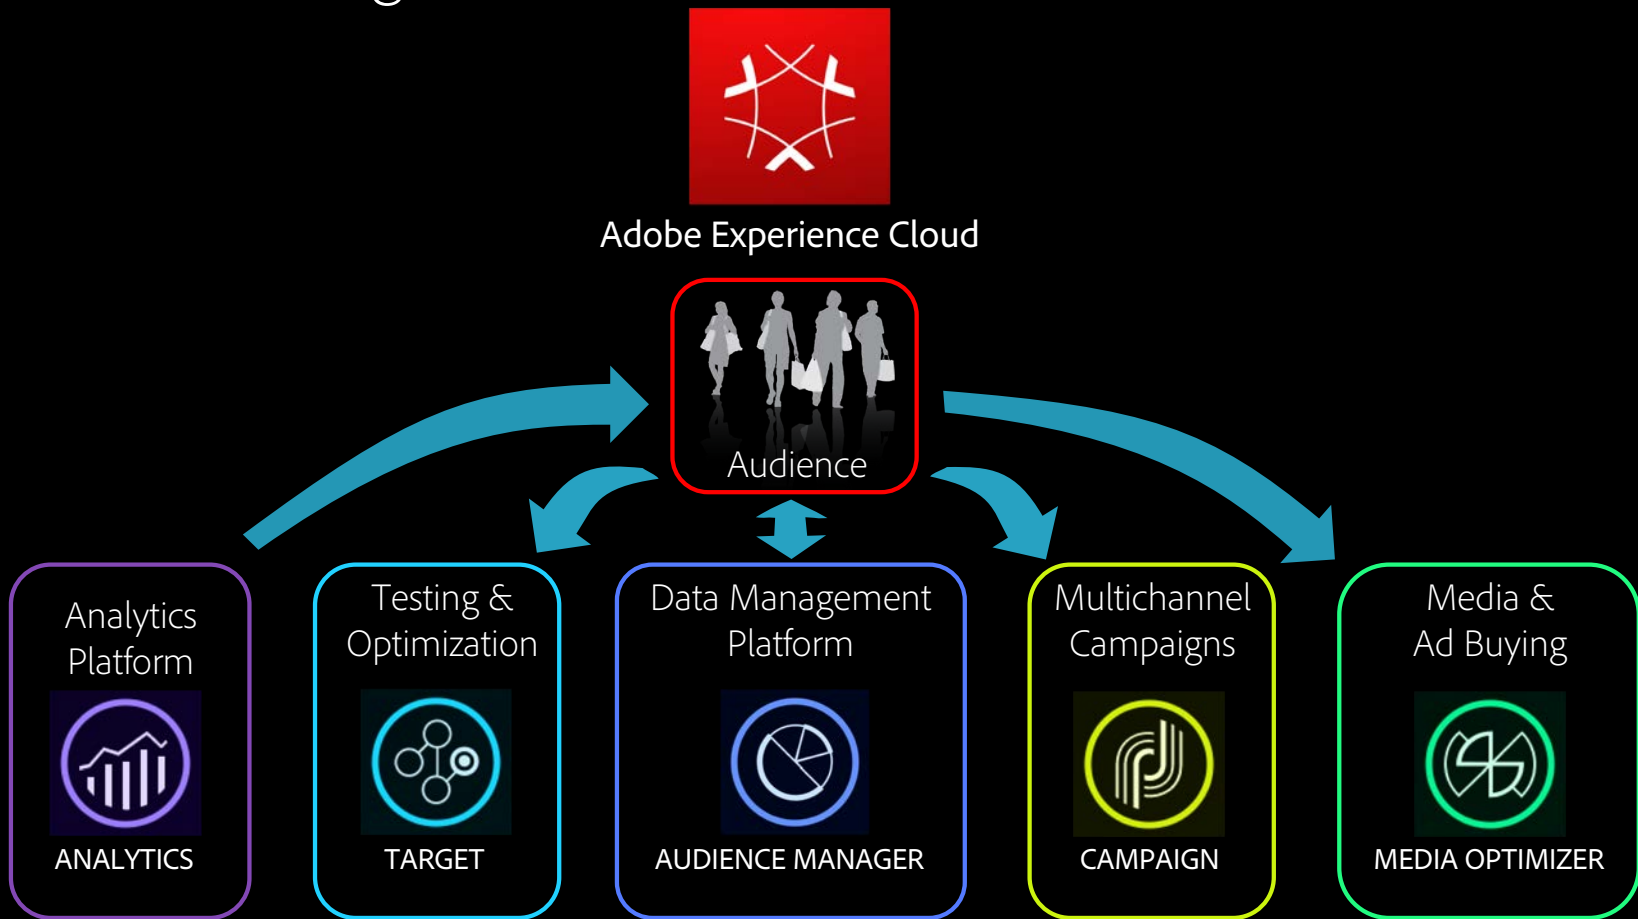 Adobe Experience Cloud
Audience
Analytics
Platform
ANALYTICS
Testing &
Optimization
TARGET
Data Management
Platform
AUDIENCE MANAGER
Multichannel
Campaigns
CAMPAIGN
Media &
Ad Buying
MEDIA OPTIMIZER